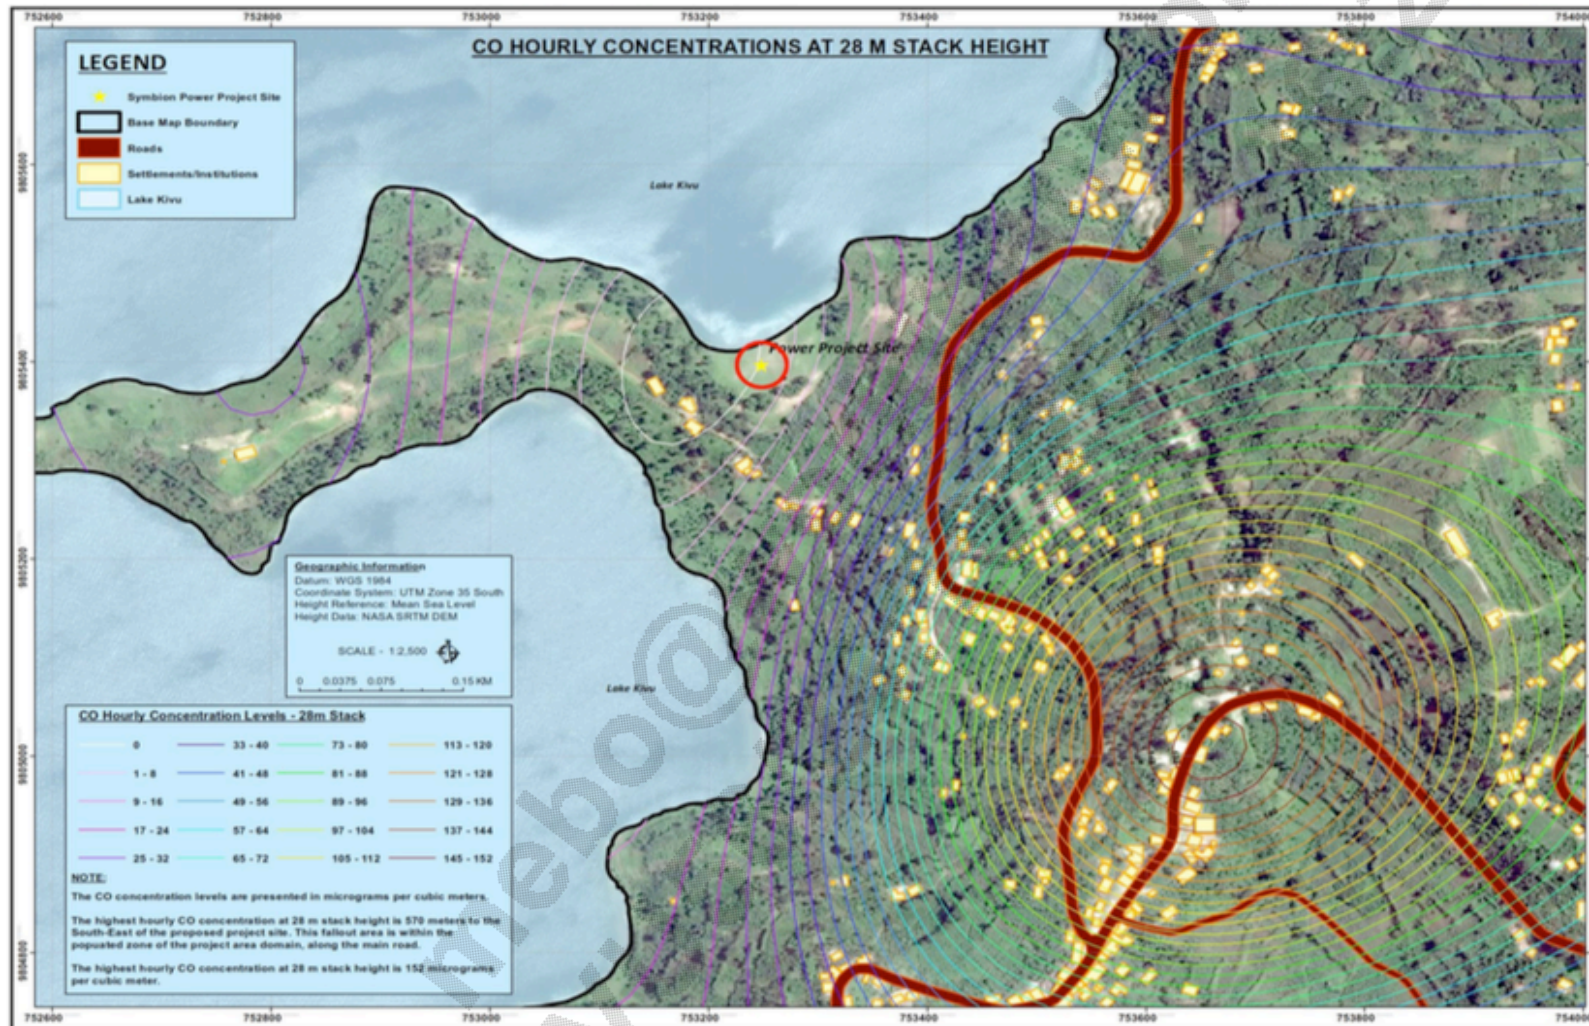 752600 752800 753000 753200 753400 753600 753800 754000
CO HOURLY CONCENTRATIONS AT 28 M STACK HEIGHT
LEGEND
Symbion Power Project Site
Base Map Boundary
Roads
Settlements/Institutions
Lake Kivu
9805600
Lake Kivu
9805400
Power Project Site
9805200
Geographic Information
Datum: WGS 1984
Coordinate System: UTM Zone 35 South
Height Reference: Mean Sea Level
Height Data: NASA SRTM DEM
SCALE - 1:2,500
0 0.0375 0.075 0.15 KM
Lake Kivu
9805000
CO Hourly Concentration Levels - 28m Stack
0 33 - 40 73 - 80 113 - 120
1 - 8 41 - 48 81 - 88 121 - 128
9 - 16 49 - 56 89 - 96 129 - 136
17 - 24 57 - 64 97 - 104 137 - 144
25 - 32 65 - 72 105 - 112 145 - 152
NOTE:
The CO concentration levels are presented in micrograms per cubic meters.
The highest hourly CO concentration at 28 m stack height is 570 meters to the
South-East of the proposed project site. This fallout area is within the
popuated zone of the project area domain, along the main road.
The highest hourly CO concentration at 28 m stack height is 152 micrograms
per cubic meter.
9804800
mebo@
752600 752800 753000 753200 753400 753600 753800 754000